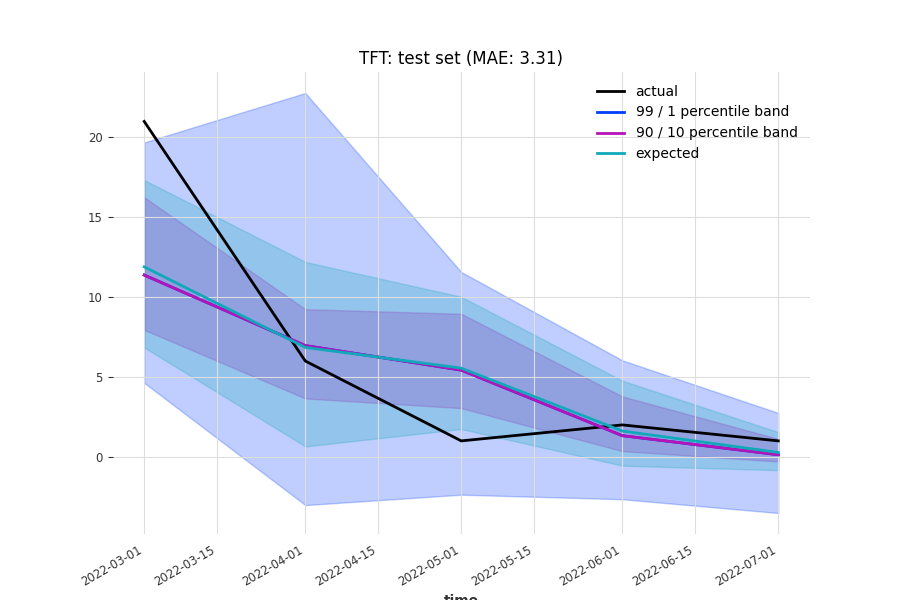 TFT: test set (MAE: 3.31)
actual
99 / 1 percentile band
90 / 10 percentile band
expected
20
15
10
5
0
2022-03-01
2022-03-15
2022-04-01
2022-04-15
2022-05-01
2022-05-15
2022-06-01
2022-06-15
2022-07-01
time